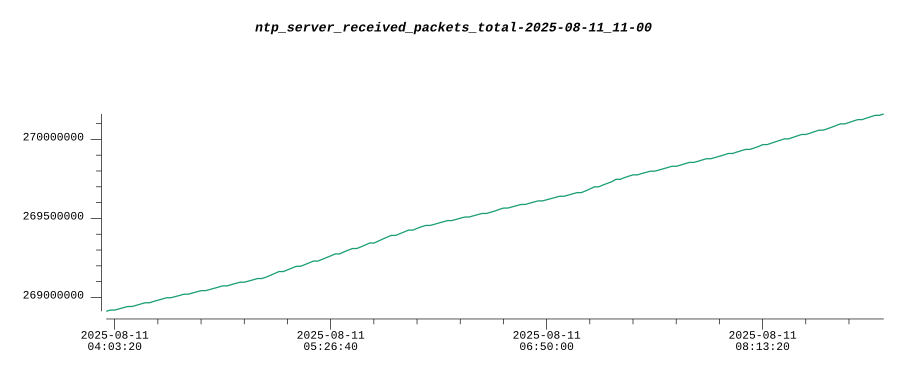 ntp_server_received_packets_total-2025-08-11_11-00
270000000
269500000
269000000
2025-08-11 2025-08-11 2025-08-11 2025-08-11
04:03:20 05:26:40 06:50:00 08:13:20